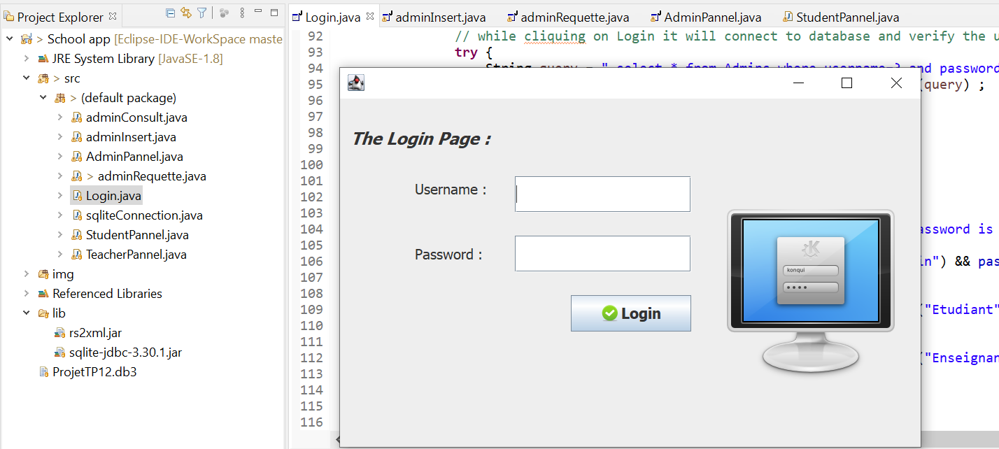 Project Explorer
School app [Eclipse-IDE-WorkSpace maste
JRE System Library [JavaSE-1.8]
> src
> (default package)
adminConsult.java
adminInsert.java
AdminPannel.java
> adminRequette.java
Login.java
sqliteConnection.java
StudentPannel.java
TeacherPannel.java
img
Referenced Libraries
lib
rs2xml.jar
sqlite-jdbc-3.30.1.jar
ProjetTP12.db3
Login.java adminInsert.java adminRequette.java AdminPannel.java StudentPannel.java
92 // while cliquing on Login it will connect to database and verify the u
93 try {
94 String query = " select * from Admins where username=? and password
95 (query) ;
96
97
98
99
100
101
102
103
104 assword is
105
106 in") && pas
107
108
109 ("Etudiant"
110
111
112 ("Enseignan
113
114
115
116
The Login Page :
Username :
Password :
Login
konqui